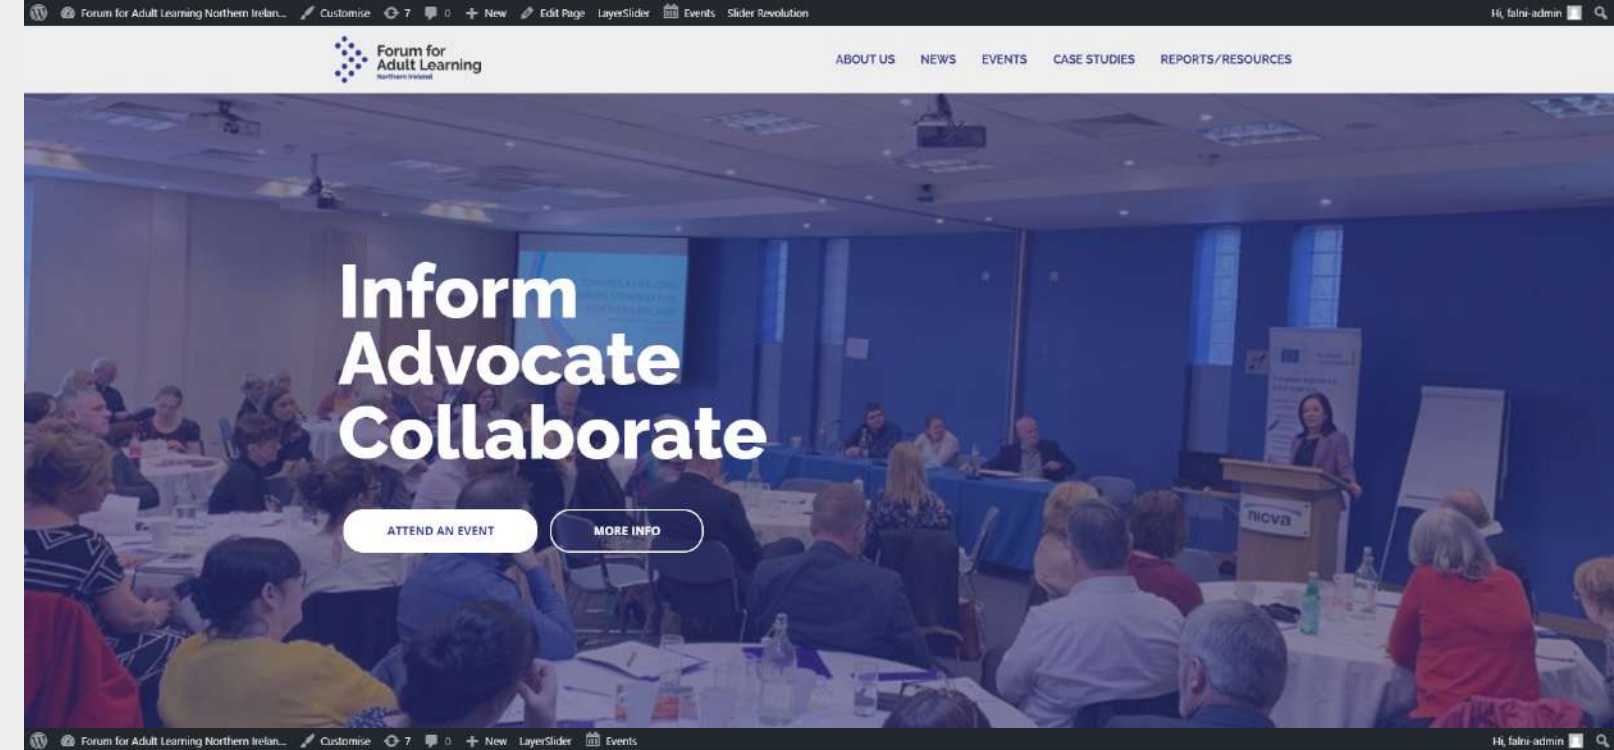 Forum for Adult Learning Northern Irelan... Customise 7 0 New Edit Page LayerSlider Events Slider Revolution Hi, falni-admin
Forum for
Adult Learning
Northern Ireland
ABOUT US NEWS EVENTS CASE STUDIES REPORTS/RESOURCES
Inform
Advocate
Collaborate
ATTEND AN EVENT MORE INFO
nicva
Forum for Adult Learning Northern Irelan... Customise 7 0 New LayerSlider Events Hi, falni-admin